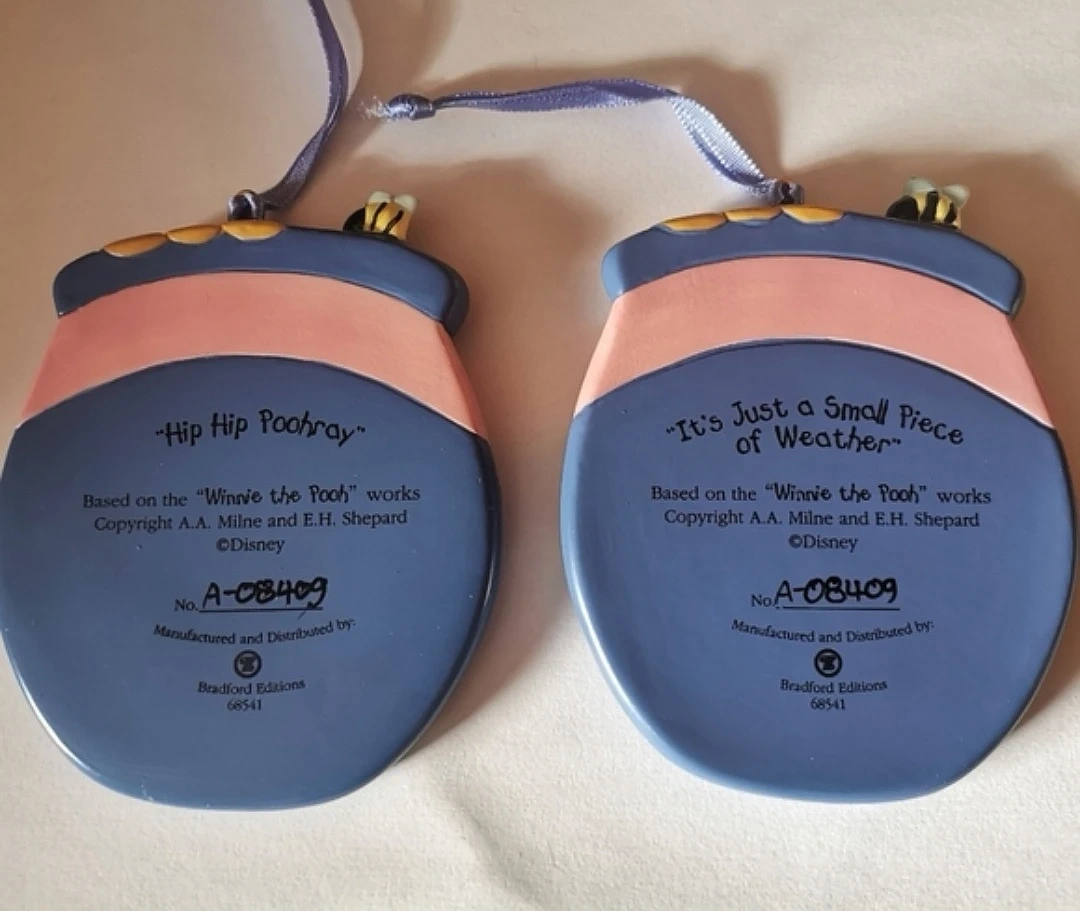 "Hip Hip Poohray"
Based on the "Winnie the Pooh" works
Copyright A.A. Milne and E.H. Shepard
©Disney
No. A-08409
Manufactured and Distributed by:
Bradford Editions
68541
"It's Just a Small Piece
of Weather"
Based on the "Winnie the Pooh" works
Copyright A.A. Milne and E.H. Shepard
©Disney
No. A-08409
Manufactured and Distributed by:
Bradford Editions
68541